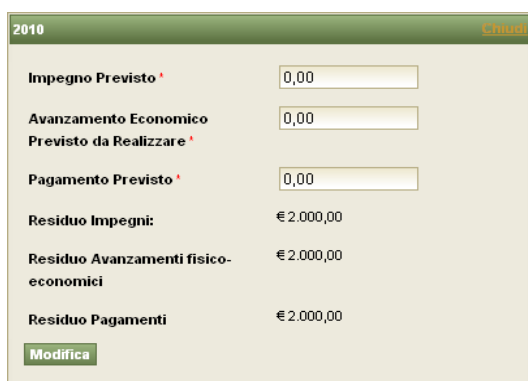 2010 Chiudi
Impegno Previsto * 0,00
Avanzamento Economico 0,00
Previsto da Realizzare *
Pagamento Previsto * 0,00
Residuo Impegni: € 2.000,00
Residuo Avanzamenti fisico- € 2.000,00
economici
Residuo Pagamenti € 2.000,00
Modifica